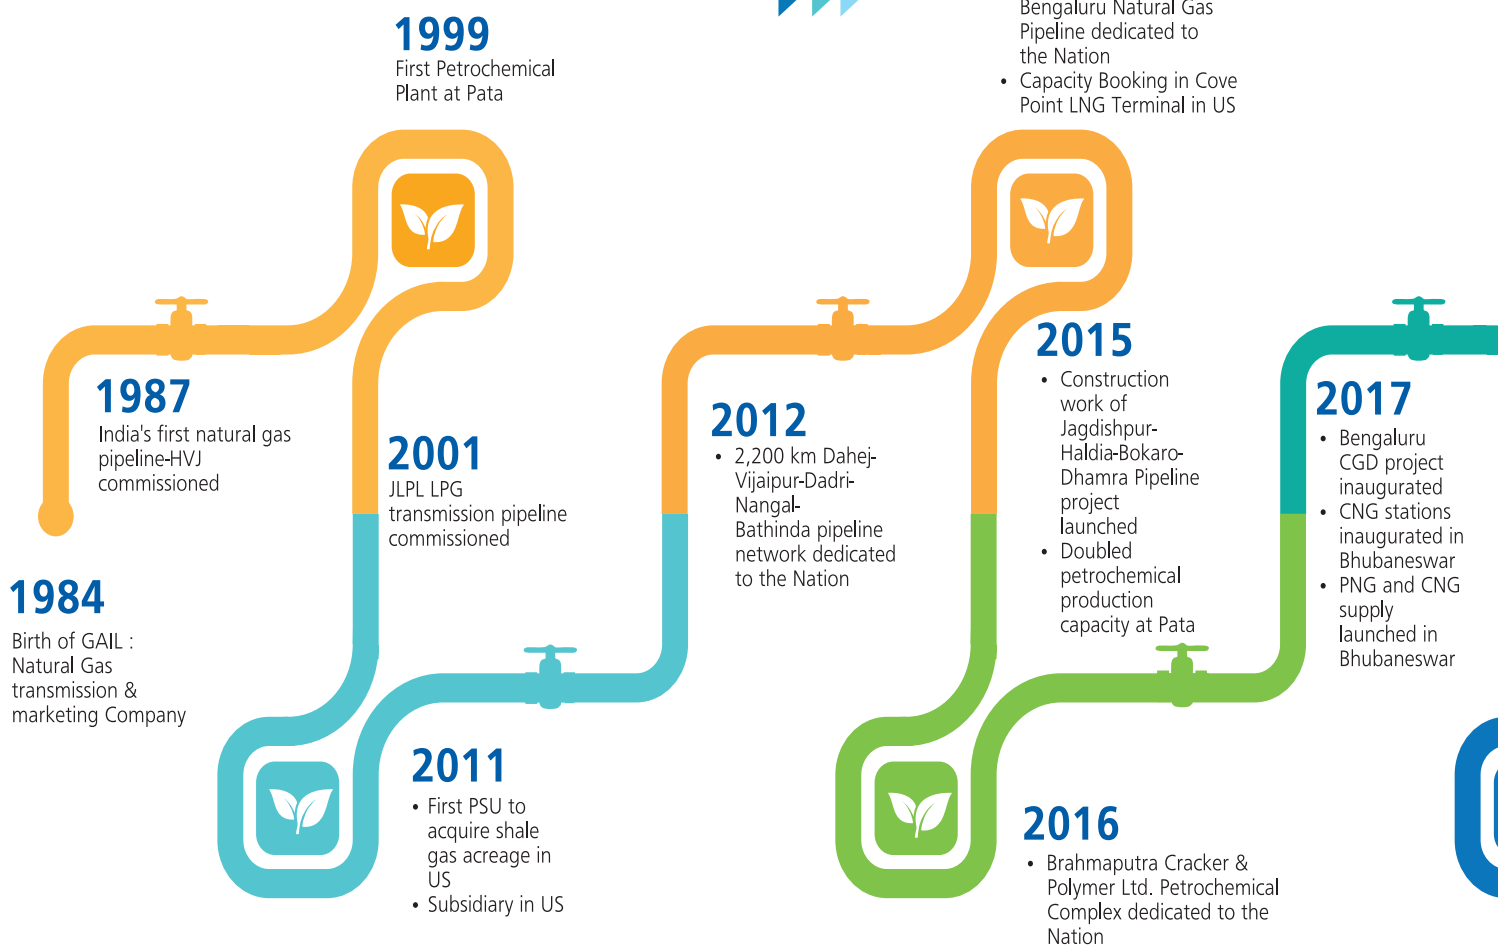 1999
First Petrochemical
Plant at Pata
Bengaluru Natural Gas
Pipeline dedicated to
the Nation
• Capacity Booking in Cove
Point LNG Terminal in US
1987
India's first natural gas
pipeline-HVJ
commissioned
1984
Birth of GAIL :
Natural Gas
transmission &
marketing Company
2001
JLPL LPG
transmission pipeline
commissioned
2011
• First PSU to
acquire shale
gas acreage in
US
• Subsidiary in US
2012
• 2,200 km Dahej-
Vijaipur-Dadri-
Nangal-
Bathinda pipeline
network dedicated
to the Nation
2015
• Construction
work of
Jagdishpur-
Haldia-Bokaro-
Dhamra Pipeline
project
launched
• Doubled
petrochemical
production
capacity at Pata
2016
• Brahmaputra Cracker &
Polymer Ltd. Petrochemical
Complex dedicated to the
Nation
2017
• Bengaluru
CGD project
inaugurated
• CNG stations
inaugurated in
Bhubaneswar
• PNG and CNG
supply
launched in
Bhubaneswar